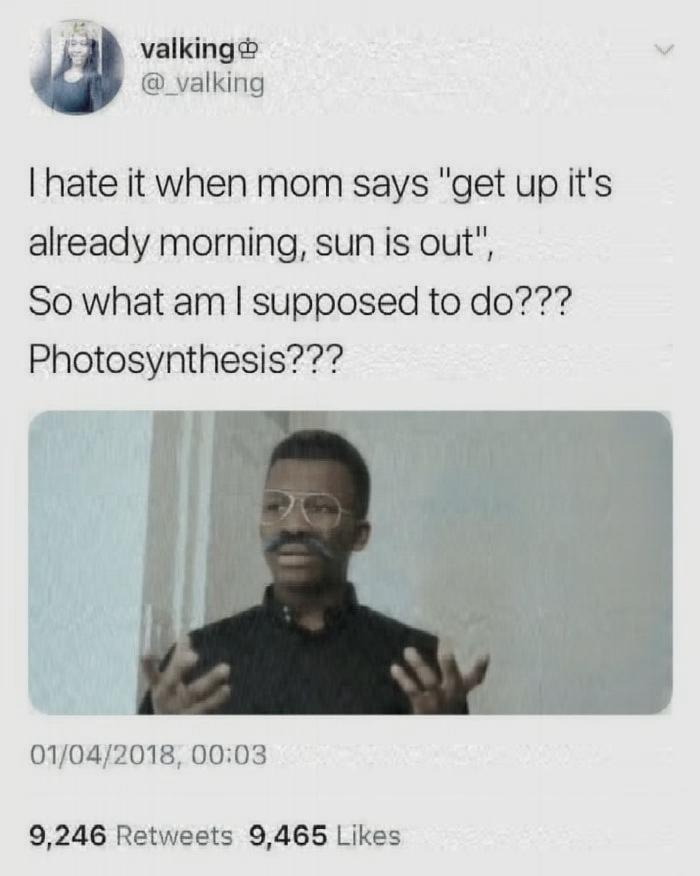 valking♔
@_valking
I hate it when mom says "get up it's
already morning, sun is out",
So what am I supposed to do???
Photosynthesis???
01/04/2018, 00:03
9,246 Retweets 9,465 Likes